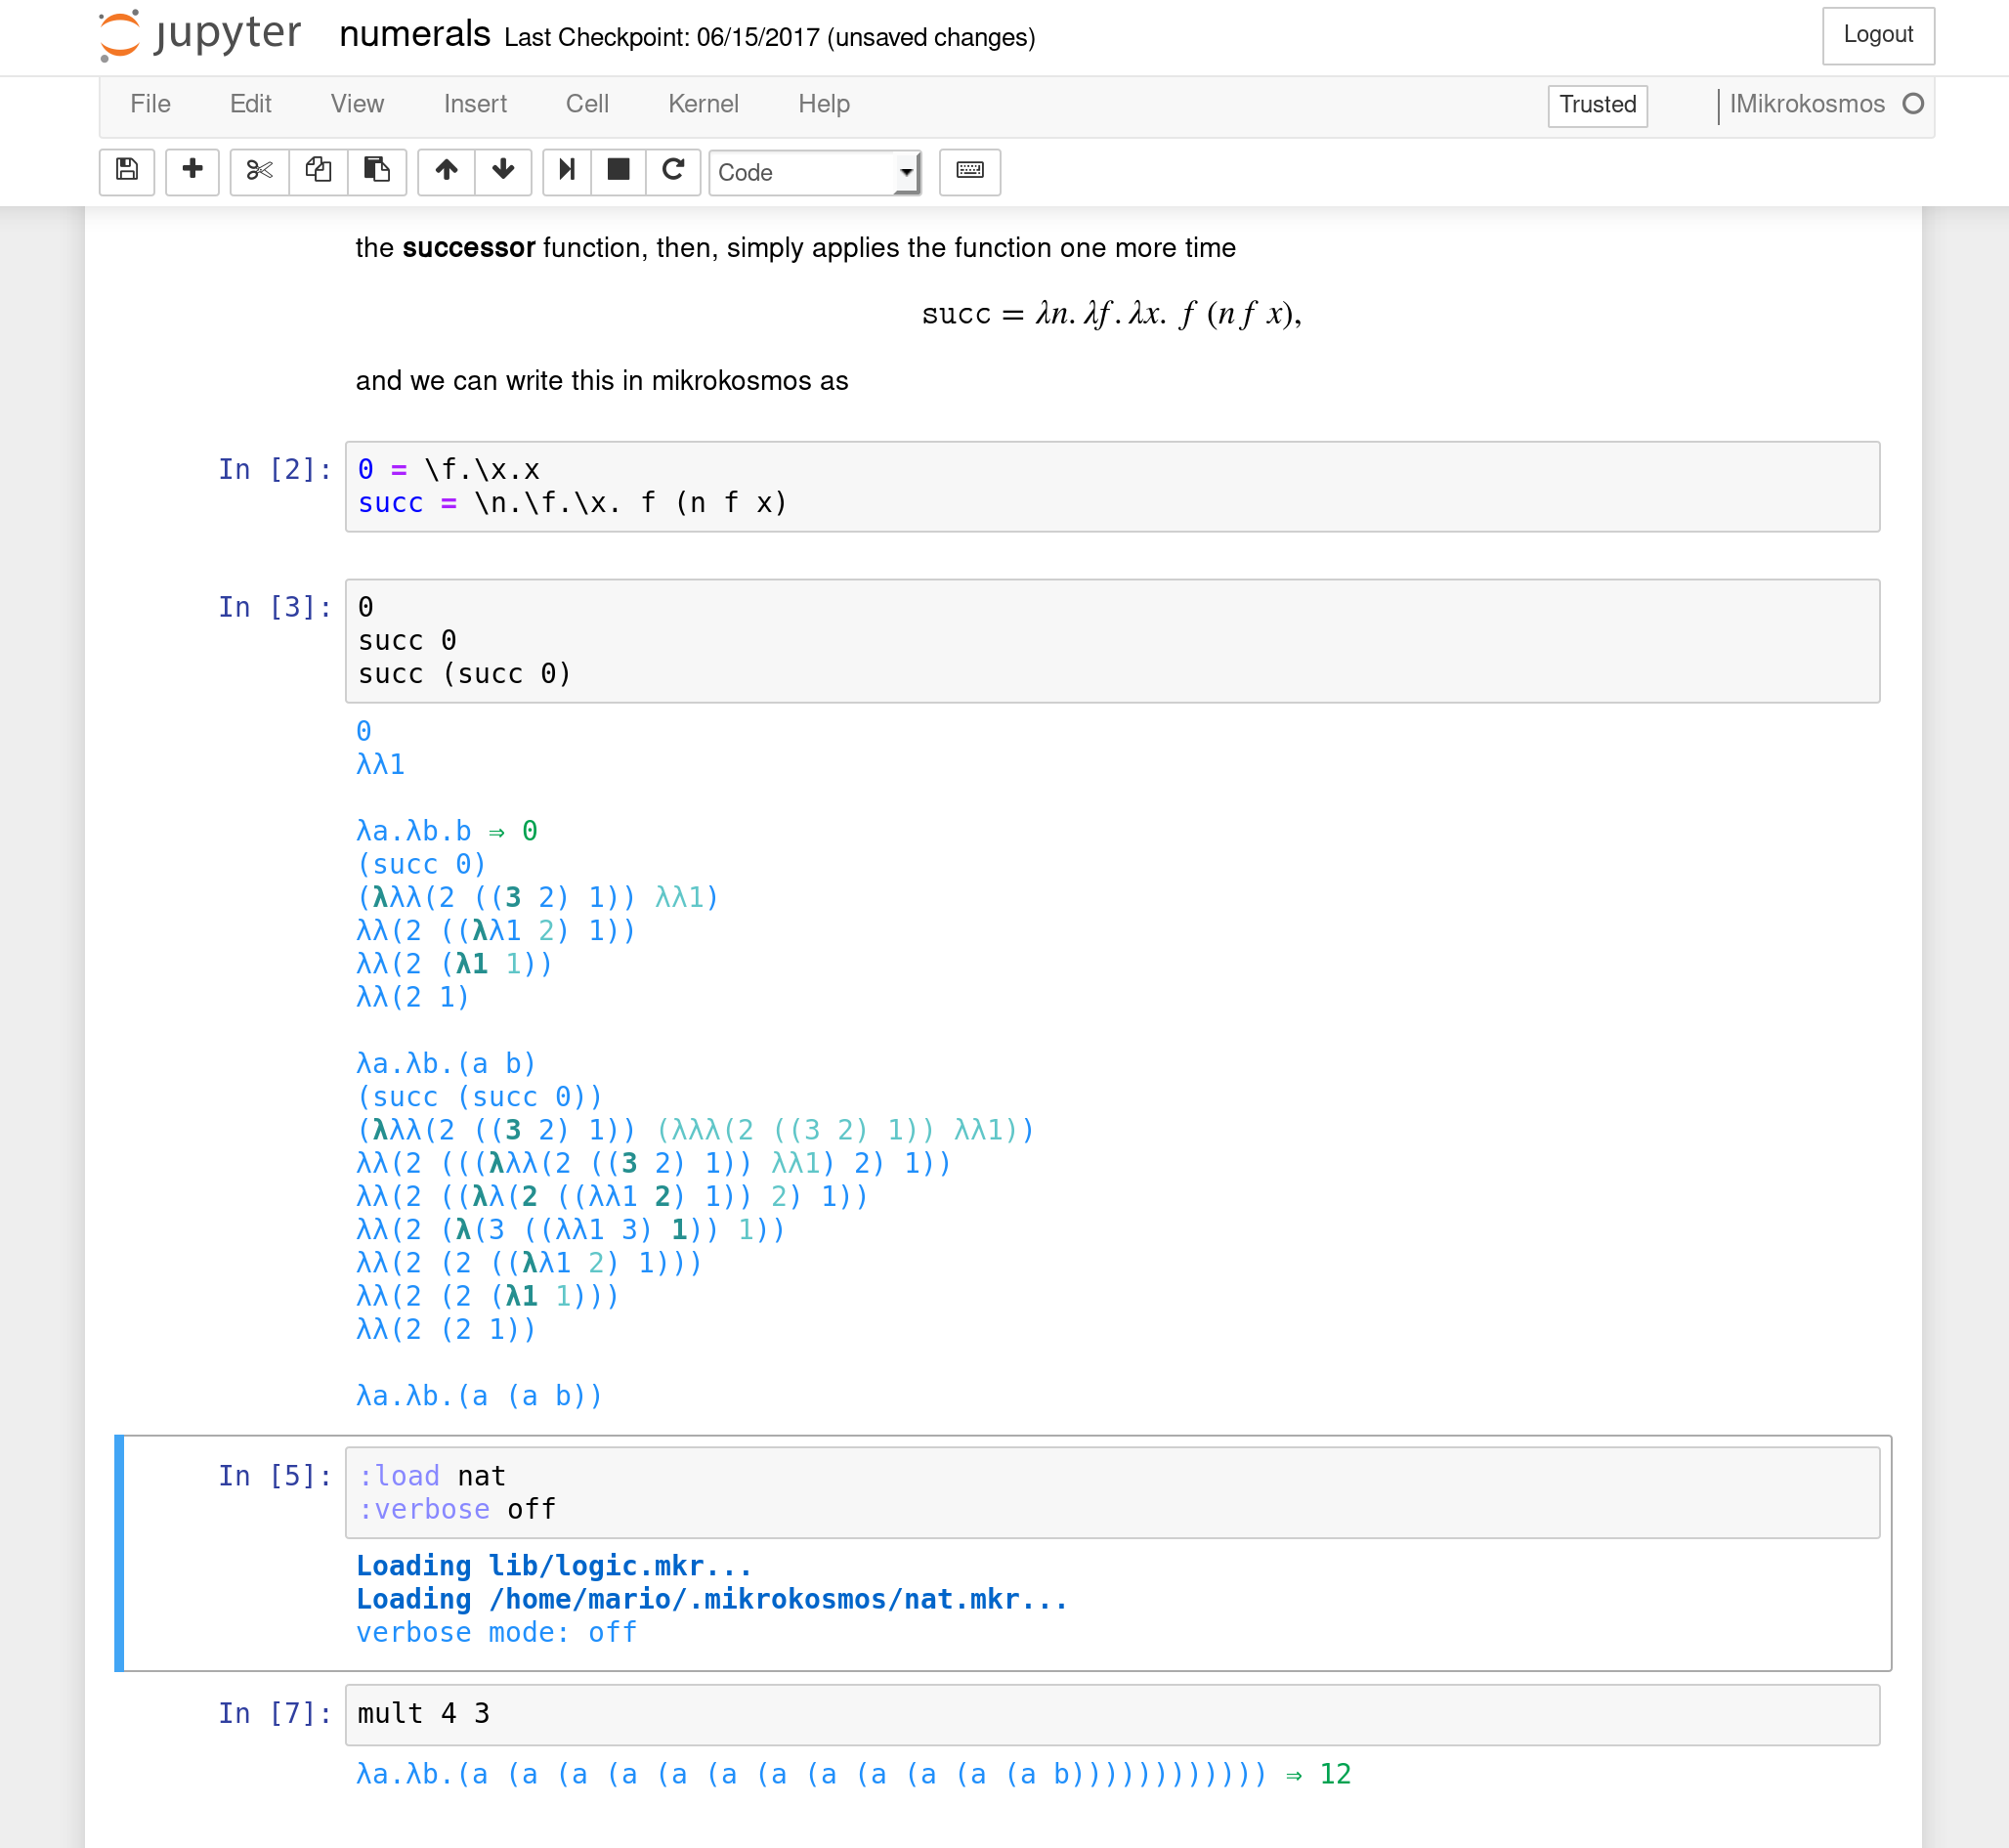 jupyter numerals Last Checkpoint: 06/15/2017 (unsaved changes) Logout
File Edit View Insert Cell Kernel Help Trusted IMikrokosmos
Code
the successor function, then, simply applies the function one more time
succ = λn. λf. λx. f (n f x),
and we can write this in mikrokosmos as
In [2]: 0 = \f.\x.x
succ = \n.\f.\x. f (n f x)
In [3]: 0
succ 0
succ (succ 0)
0
λλ1
λa.λb.b ⇒ 0
(succ 0)
(λλλ(2 ((3 2) 1)) λλ1)
λλ(2 ((λλ1 2) 1))
λλ(2 (λ1 1))
λλ(2 1)
λa.λb.(a b)
(succ (succ 0))
(λλλ(2 ((3 2) 1)) (λλλ(2 ((3 2) 1)) λλ1))
λλ(2 (((λλλ(2 ((3 2) 1)) λλ1) 2) 1))
λλ(2 ((λλ(2 ((λλ1 2) 1)) 2) 1))
λλ(2 (λ(3 ((λλ1 3) 1)) 1))
λλ(2 (2 ((λλ1 2) 1)))
λλ(2 (2 (λ1 1)))
λλ(2 (2 1))
λa.λb.(a (a b))
In [5]: :load nat
:verbose off
Loading lib/logic.mkr...
Loading /home/mario/.mikrokosmos/nat.mkr...
verbose mode: off
In [7]: mult 4 3
λa.λb.(a (a (a (a (a (a (a (a (a (a (a (a b)))))))))))) ⇒ 12